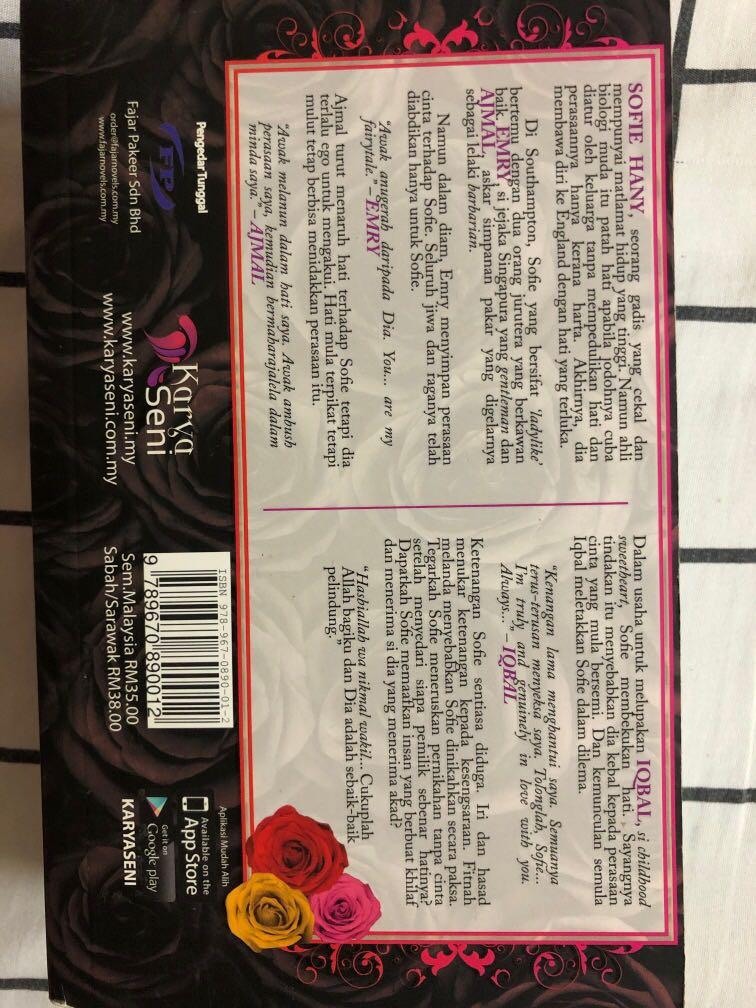 SOFIE HANY, seorang gadis yang cekal dan
mempunyai matlamat hidup yang tinggi. Namun ahli
biologi muda itu patah hati apabila jodohnya cuba
diatur oleh keluarga tanpa mempedulikan hati dan
perasaannya hanya kerana harta. Akhirnya, dia
membawa diri ke England dengan hati yang terluka.
Di Southampton, Sofie yang bersifat 'ladylike'
bertemu dengan dua orang jurutera yang berkawan
baik. EMRY, si jejaka Singapura yang gentleman dan
AJMAL, askar simpanan pakar yang digelarnya
sebagai lelaki barbarian.
Namun dalam diam, Emry menyimpan perasaan
cinta terhadap Sofie. Seluruh jiwa dan raganya telah
diabdikan hanya untuk Sofie.
"Awak anugerah daripada Dia. You... are my
fairytale." – EMRY
Ajmal turut menaruh hati terhadap Sofie tetapi dia
terlalu ego untuk mengakui. Hati mula terpikat tetapi
mulut tetap berbisa menidakkan perasaan itu.
"Awak melanun dalam hati saya. Awak ambush
perasaan saya, kemudian bermaharajalela dalam
minda saya." – AJMAL
Dalam usaha untuk melupakan IQBAL, si childhood
sweetheart, Sofie membekukan hati. Sayangnya
tindakan itu menyebabkan dia kebal kepada perasaan
cinta yang mula bersemi. Dan kemunculan semula
Iqbal meletakkan Sofie dalam dilema.
"Kenangan lama menghantui saya. Semuanya
terus-terusan menyeksa saya. Tolonglah, Sofie...
I'm truly and genuinely in love with you.
Always..." – IQBAL
Ketenangan Sofie sentiasa diduga. Iri dan hasad
menukar ketenangan kepada kesengsaraan. Fitnah
melanda menyebabkan Sofie dinikahkan secara paksa.
Tegarkah Sofie meneruskan pernikahan tanpa cinta
setelah menyedari siapa pemilik sebenar hatinya?
Dapatkah Sofie memaafkan insan yang berbuat khilaf
dan menerima si dia yang menerima akad?
"Hasbiallah wa nikmal wakil... Cukuplah
Allah bagiku dan Dia adalah sebaik-baik
pelindung."
Pengedar Tunggal
FP
Fajar Pakeer Sdn Bhd
order@fajarnovels.com.my
www.fajarnovels.com.my
Karya
Seni
www.karyaseni.my
www.karyaseni.com.my
ISBN 978-967-0890-01-2
9 789670 890012
Sem.Malaysia RM35.00
Sabah/Sarawak RM38.00
Aplikasi Mudah Alih
Available on the
App Store
Get it on
Google play
KARYASENI